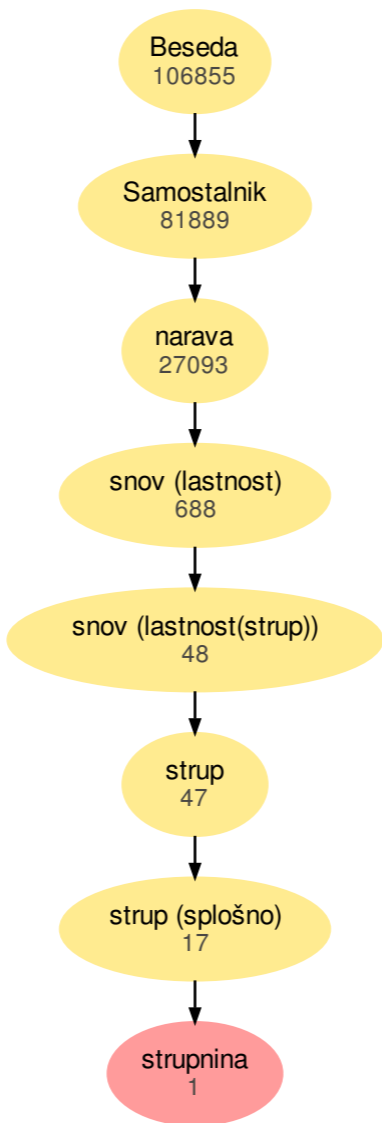 Beseda
106855
Samostalnik
81889
narava
27093
snov (lastnost)
688
snov (lastnost(strup))
48
strup
47
strup (splošno)
17
strupnina
1